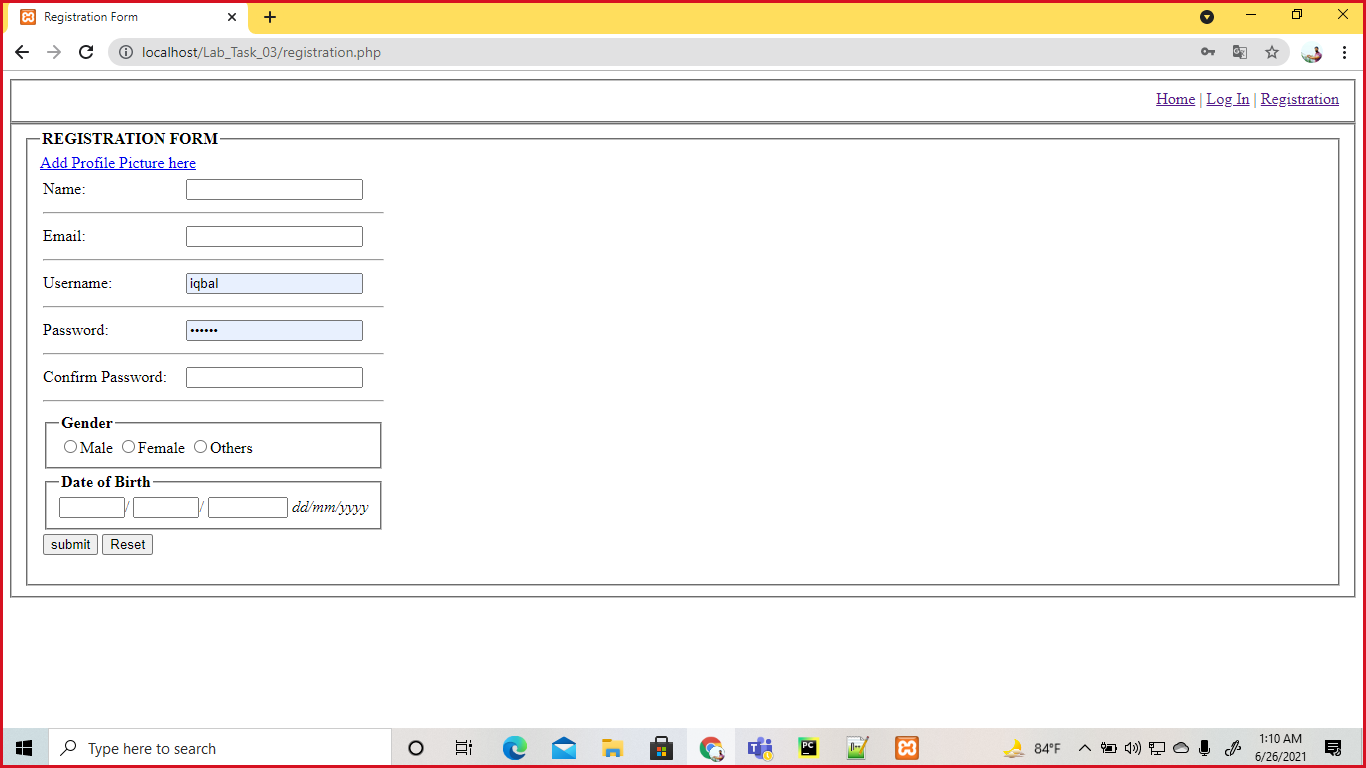 Registration Form
localhost/Lab_Task_03/registration.php
Home | Log In | Registration
REGISTRATION FORM
Add Profile Picture here
Name:
Email:
Username: iqbal
Password: ••••••
Confirm Password:
Gender
Male Female Others
Date of Birth
/ / dd/mm/yyyy
submit Reset
Type here to search
84°F
1:10 AM
6/26/2021